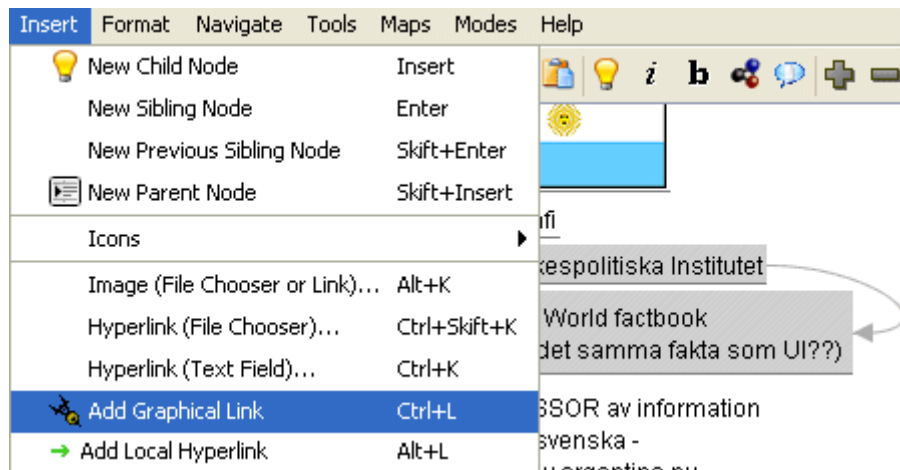 Insert Format Navigate Tools Maps Modes Help
New Child Node Insert
New Sibling Node Enter
New Previous Sibling Node Skift+Enter
New Parent Node Skift+Insert
Icons
Image (File Chooser or Link)... Alt+K
Hyperlink (File Chooser)... Ctrl+Skift+K
Hyperlink (Text Field)... Ctrl+K
Add Graphical Link Ctrl+L
Add Local Hyperlink Alt+L
i b
fi
kespolitiska Institutet
World factbook
det samma fakta som UI??)
SSOR av information
svenska -